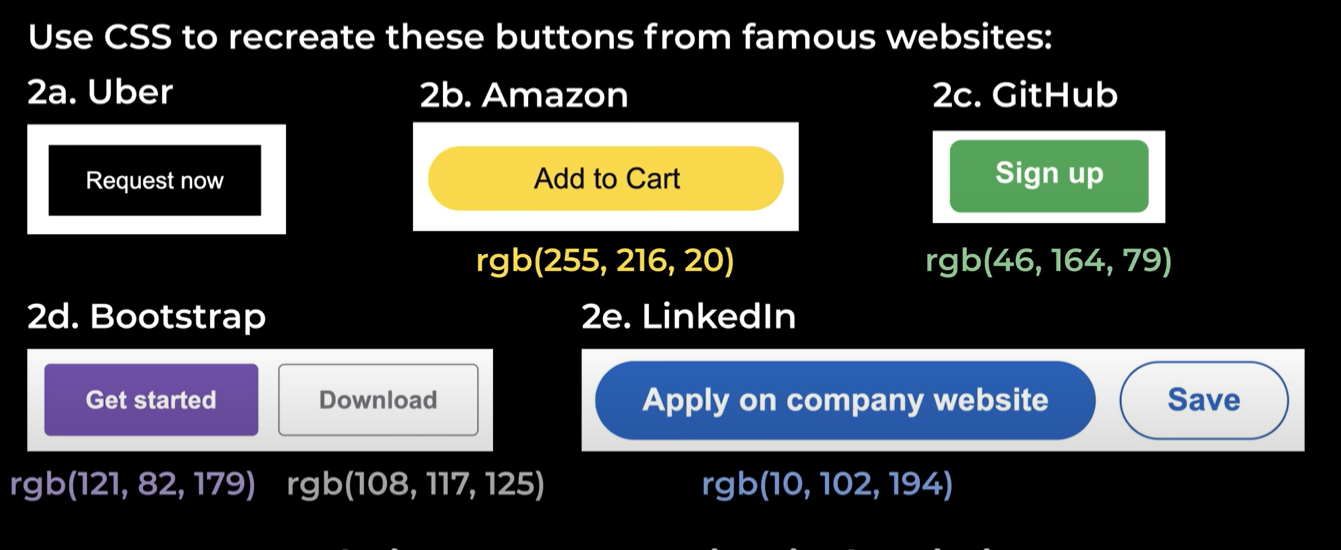 Use CSS to recreate these buttons from famous websites:
2a. Uber
2b. Amazon
2c. GitHub
Request now
Add to Cart
Sign up
rgb(255, 216, 20)
rgb(46, 164, 79)
2d. Bootstrap
2e. LinkedIn
Get started
Download
Apply on company website
Save
rgb(121, 82, 179)
rgb(108, 117, 125)
rgb(10, 102, 194)